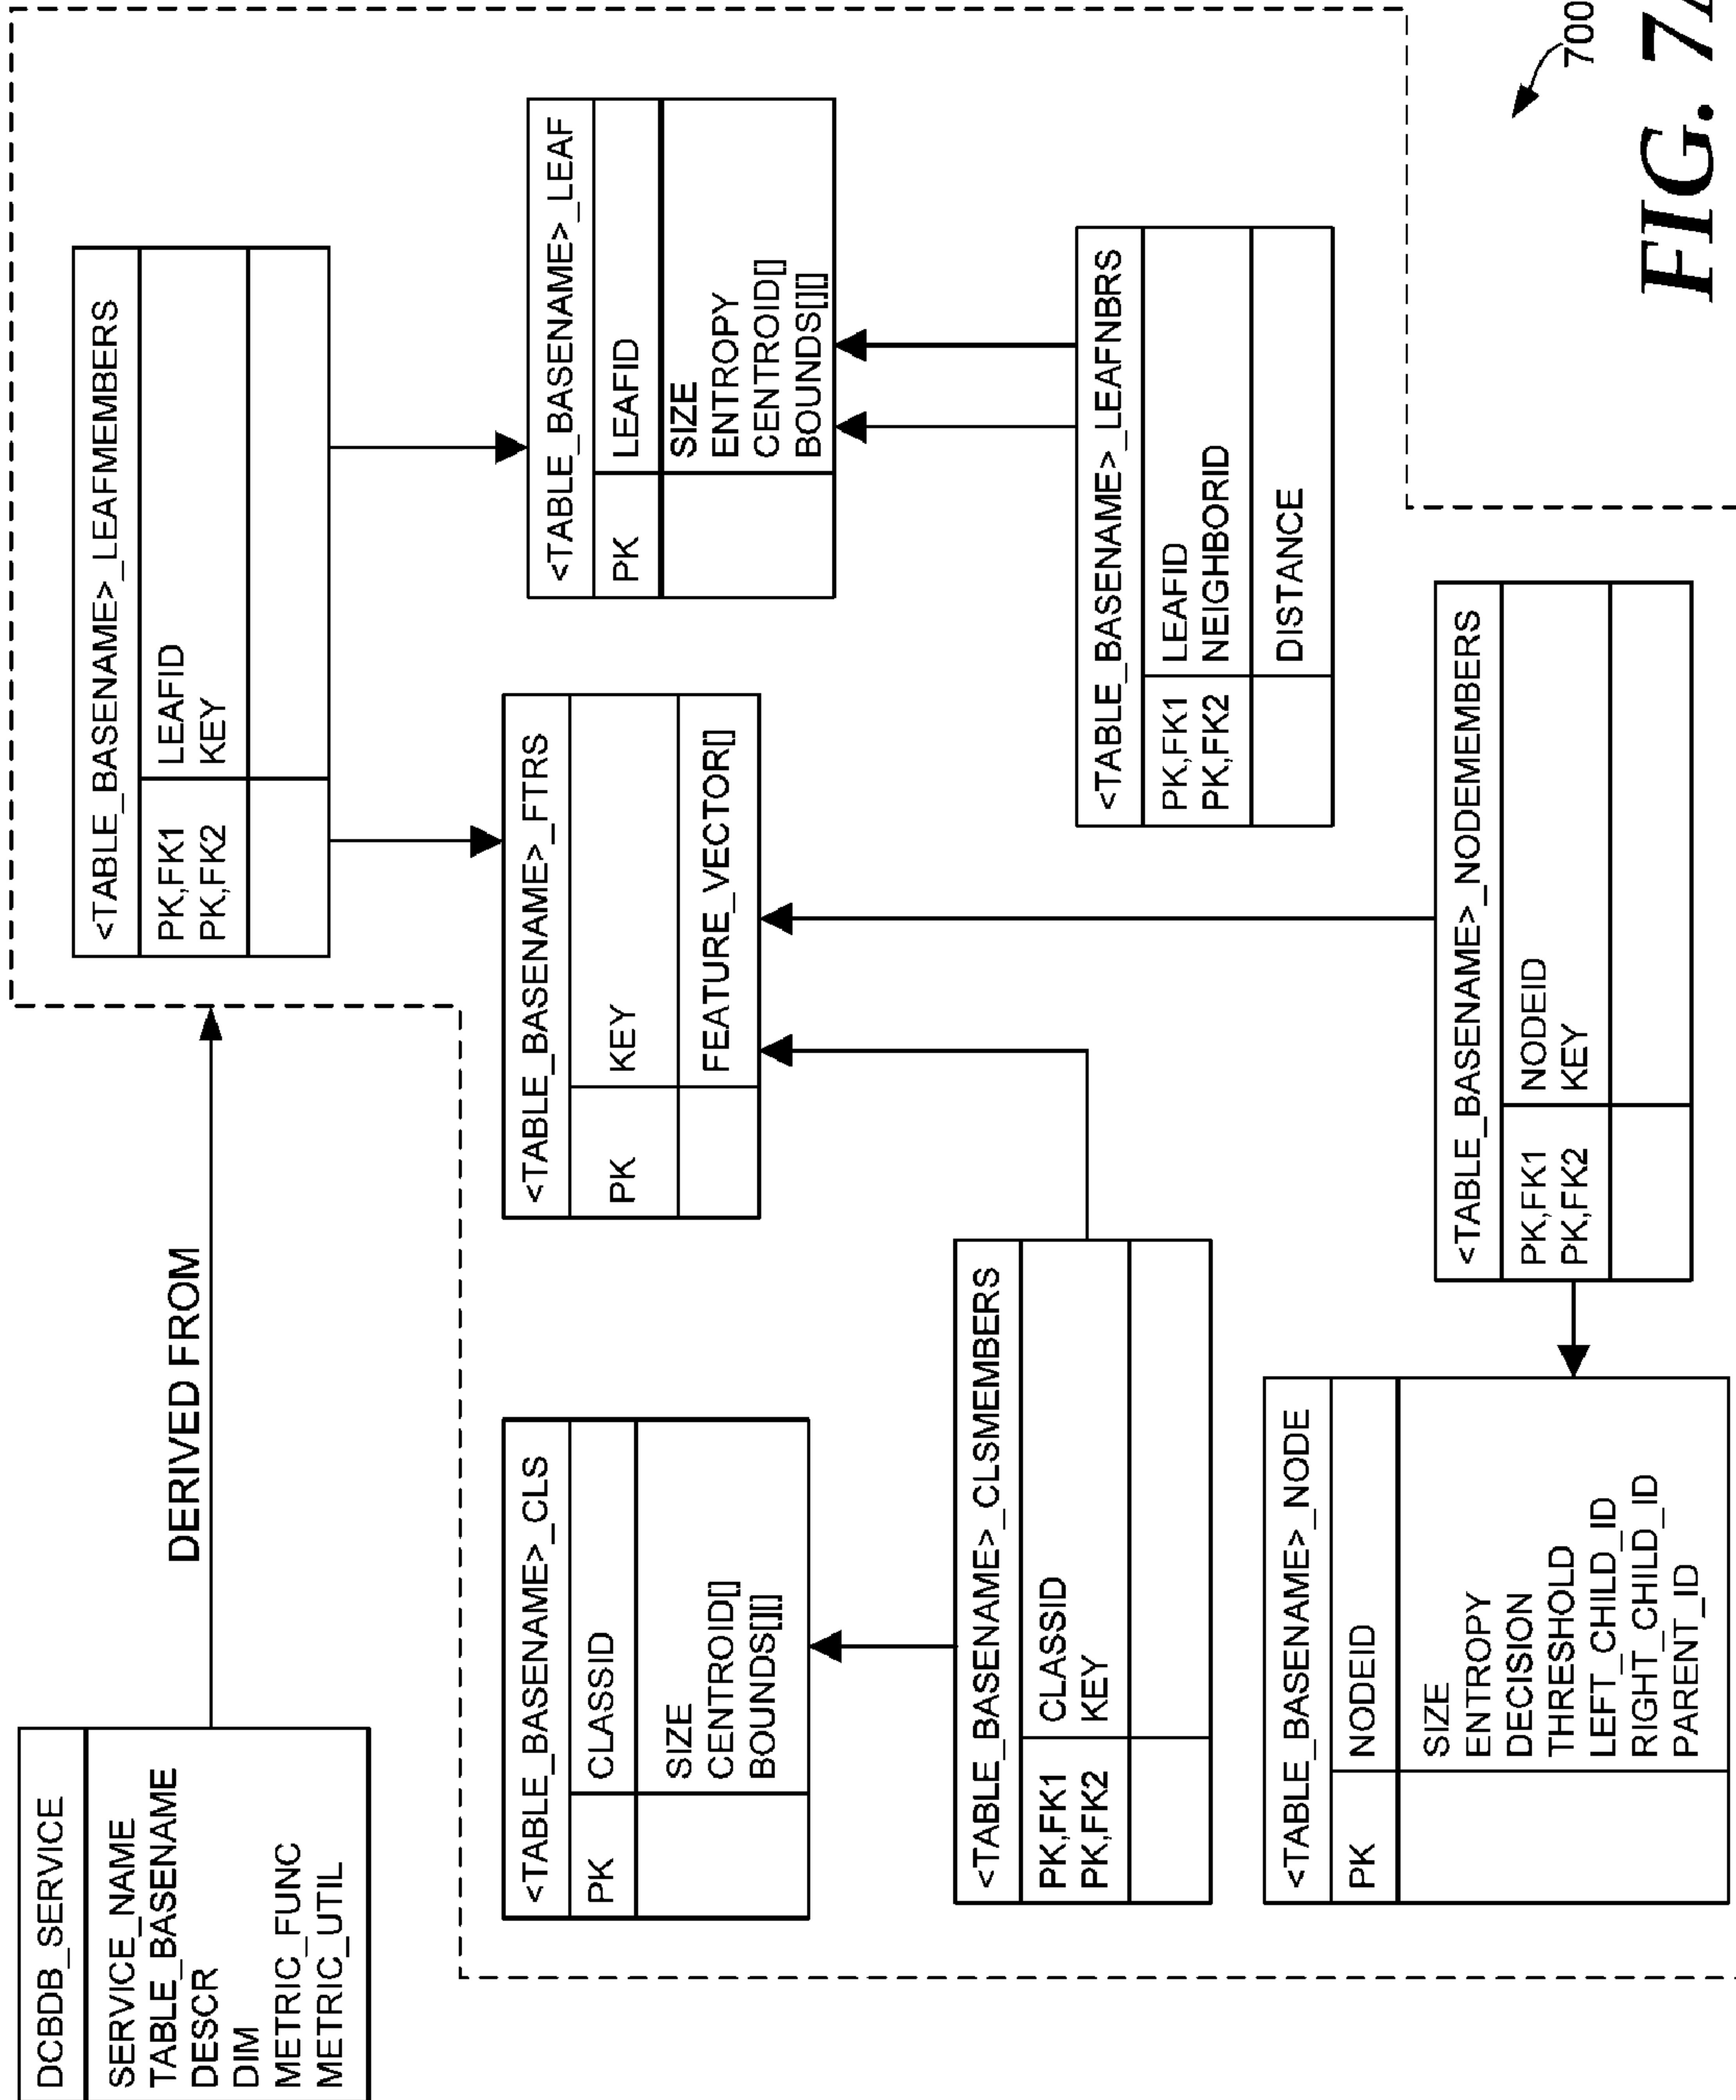 DCBDB_SERVICE
SERVICE_NAME
TABLE_BASENAME
DESCR
DIM
METRIC_FUNC
METRIC_UTIL
DERIVED FROM
<TABLE_BASENAME>_LEAFMEMBERS
PK,FK1 LEAFID
PK,FK2 KEY
<TABLE_BASENAME>_CLS
PK CLASSID
SIZE
CENTROID[]
BOUNDS[][]
<TABLE_BASENAME>_FTRS
PK KEY
FEATURE_VECTOR[]
<TABLE_BASENAME>_LEAF
PK LEAFID
SIZE
ENTROPY
CENTROID[]
BOUNDS[][]
<TABLE_BASENAME>_CLSMEMBERS
PK,FK1 CLASSID
PK,FK2 KEY
<TABLE_BASENAME>_LEAFNBRS
PK,FK1 LEAFID
PK,FK2 NEIGHBORID
DISTANCE
<TABLE_BASENAME>_NODE
PK NODEID
SIZE
ENTROPY
DECISION
THRESHOLD
LEFT_CHILD_ID
RIGHT_CHILD_ID
PARENT_ID
<TABLE_BASENAME>_NODEMEMBERS
PK,FK1 NODEID
PK,FK2 KEY
700
FIG. 7A